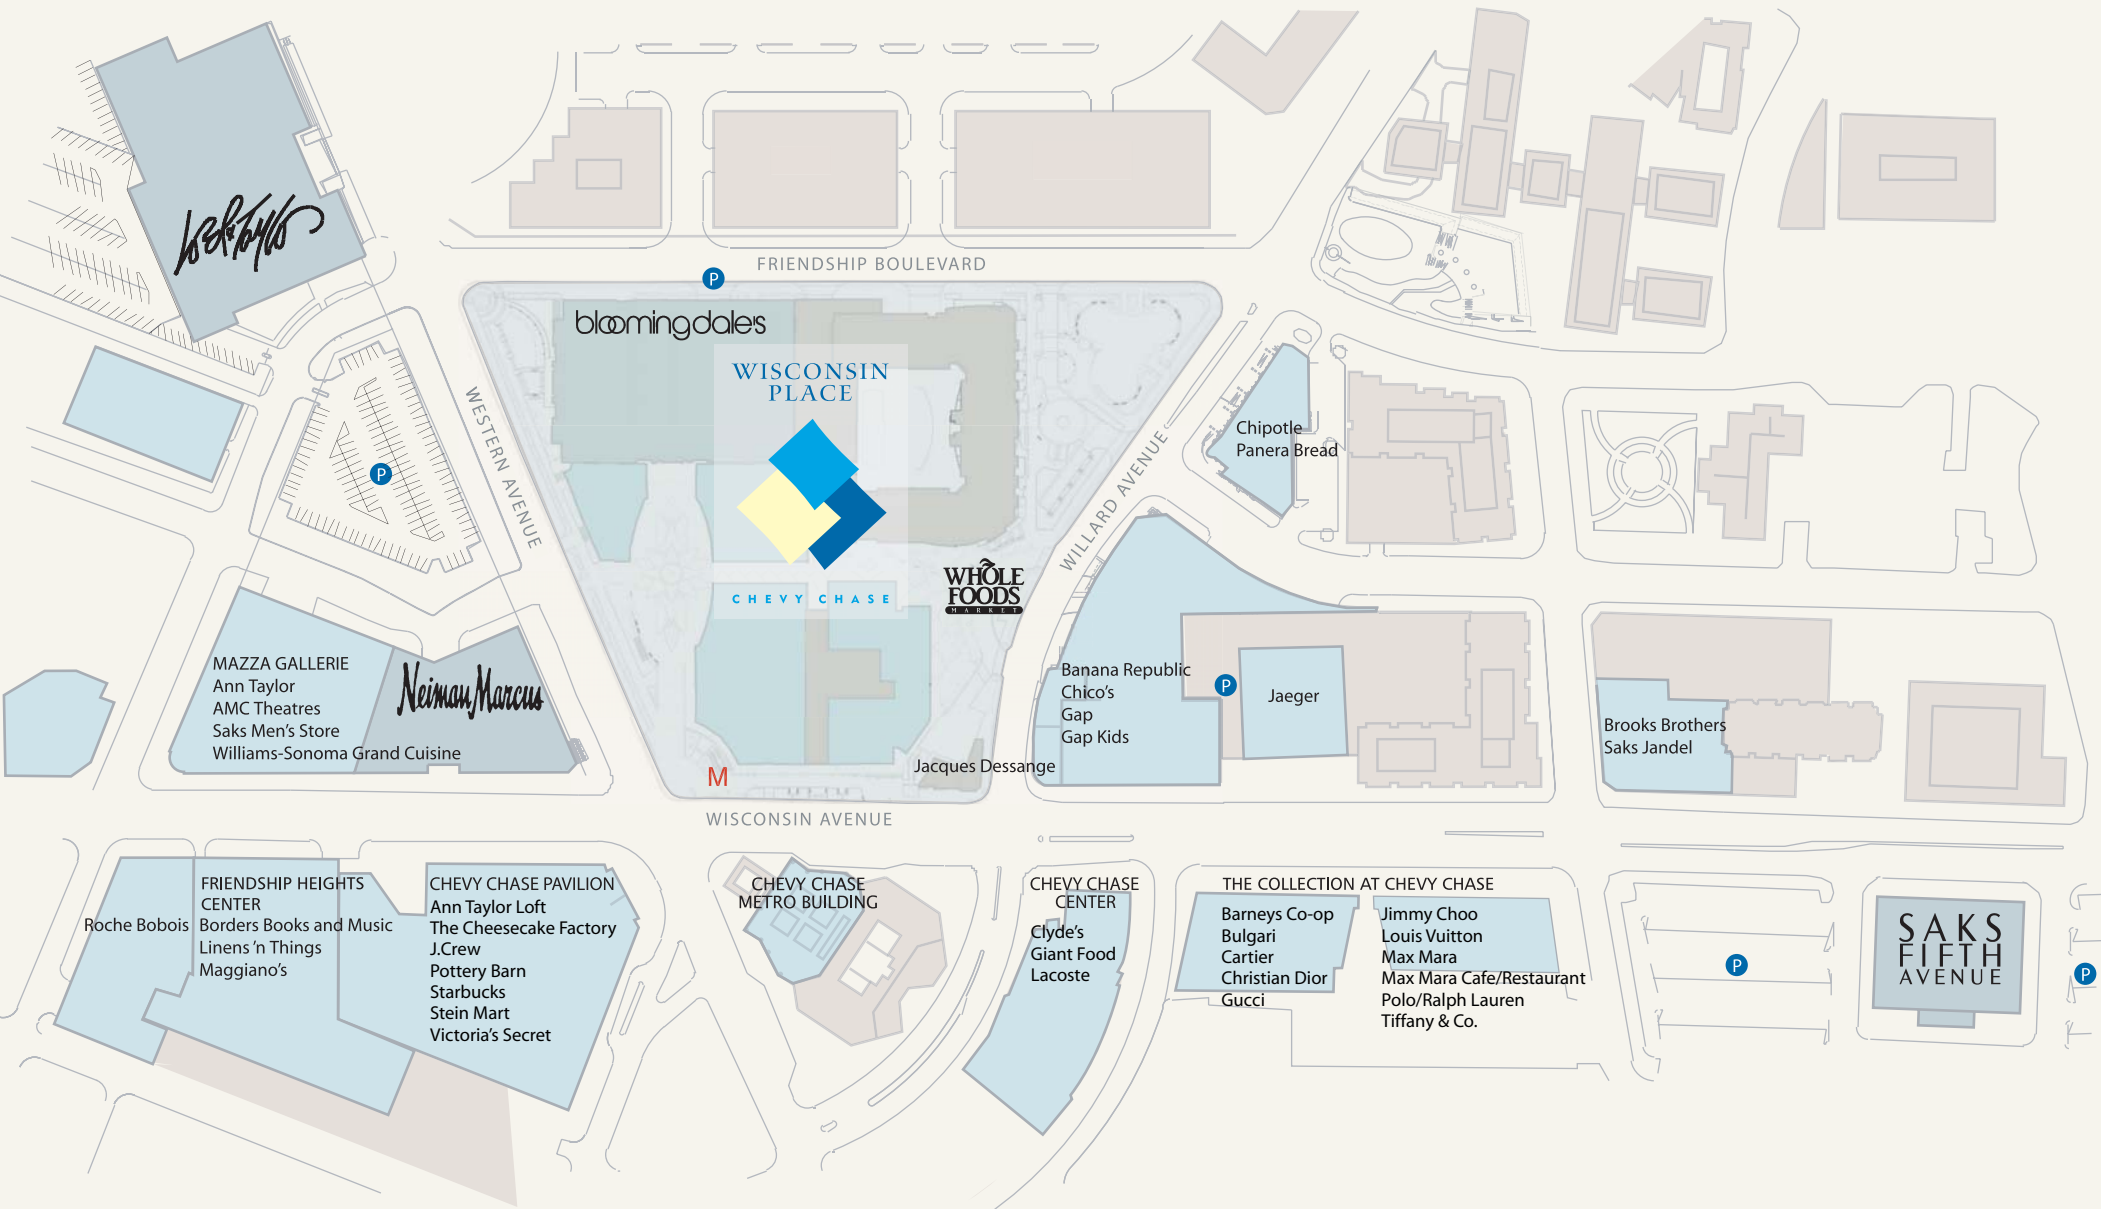 Lord & Taylor
FRIENDSHIP BOULEVARD
P
bloomingdale's
WISCONSIN
PLACE
CHEVY CHASE
WESTERN AVENUE
P
WILLARD AVENUE
Chipotle
Panera Bread
WHOLE
FOODS
MARKET
MAZZA GALLERIE
Ann Taylor
AMC Theatres
Saks Men's Store
Williams-Sonoma Grand Cuisine
Neiman Marcus
Banana Republic
Chico's
Gap
Gap Kids
P
Jaeger
Brooks Brothers
Saks Jandel
Jacques Dessange
M
WISCONSIN AVENUE
Roche Bobois
FRIENDSHIP HEIGHTS
CENTER
Borders Books and Music
Linens 'n Things
Maggiano's
CHEVY CHASE PAVILION
Ann Taylor Loft
The Cheesecake Factory
J.Crew
Pottery Barn
Starbucks
Stein Mart
Victoria's Secret
CHEVY CHASE
METRO BUILDING
CHEVY CHASE
CENTER
Clyde's
Giant Food
Lacoste
THE COLLECTION AT CHEVY CHASE
Barneys Co-op
Bulgari
Cartier
Christian Dior
Gucci
Jimmy Choo
Louis Vuitton
Max Mara
Max Mara Cafe/Restaurant
Polo/Ralph Lauren
Tiffany & Co.
P
SAKS
FIFTH
AVENUE
P